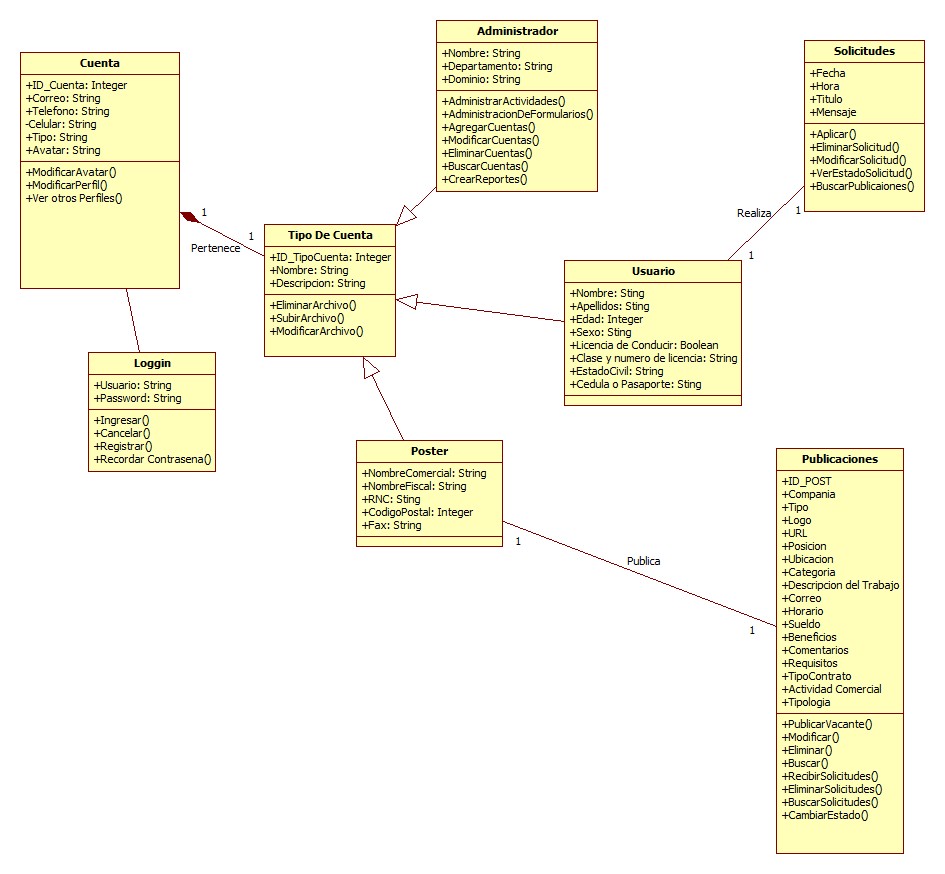 Administrador
+Nombre: String
+Departamento: String
+Dominio: String
+AdministrarActividades()
+AdministracionDeFormularios()
+AgregarCuentas()
+ModificarCuentas()
+EliminarCuentas()
+BuscarCuentas()
+CrearReportes()
Solicitudes
+Fecha
+Hora
+Titulo
+Mensaje
+Aplicar()
+EliminarSolicitud()
+ModificarSolicitud()
+VerEstadoSolicitud()
+BuscarPublicaiones()
Cuenta
+ID_Cuenta: Integer
+Correo: String
+Telefono: String
-Celular: String
+Tipo: String
+Avatar: String
+ModificarAvatar()
+ModificarPerfil()
+Ver otros Perfiles()
1
1
Pertenece
Realiza
1
1
Tipo De Cuenta
+ID_TipoCuenta: Integer
+Nombre: String
+Descripcion: String
+EliminarArchivo()
+SubirArchivo()
+ModificarArchivo()
Usuario
+Nombre: Sting
+Apellidos: Sting
+Edad: Integer
+Sexo: Sting
+Licencia de Conducir: Boolean
+Clase y numero de licencia: String
+EstadoCivil: String
+Cedula o Pasaporte: Sting
Loggin
+Usuario: String
+Password: String
+Ingresar()
+Cancelar()
+Registrar()
+Recordar Contrasena()
Poster
+NombreComercial: String
+NombreFiscal: String
+RNC: Sting
+CodigoPostal: Integer
+Fax: String
1
Publica
1
Publicaciones
+ID_POST
+Compania
+Tipo
+Logo
+URL
+Posicion
+Ubicacion
+Categoria
+Descripcion del Trabajo
+Correo
+Horario
+Sueldo
+Beneficios
+Comentarios
+Requisitos
+TipoContrato
+Actividad Comercial
+Tipologia
+PublicarVacante()
+Modificar()
+Eliminar()
+Buscar()
+RecibirSolicitudes()
+EliminarSolicitudes()
+BuscarSolicitudes()
+CambiarEstado()